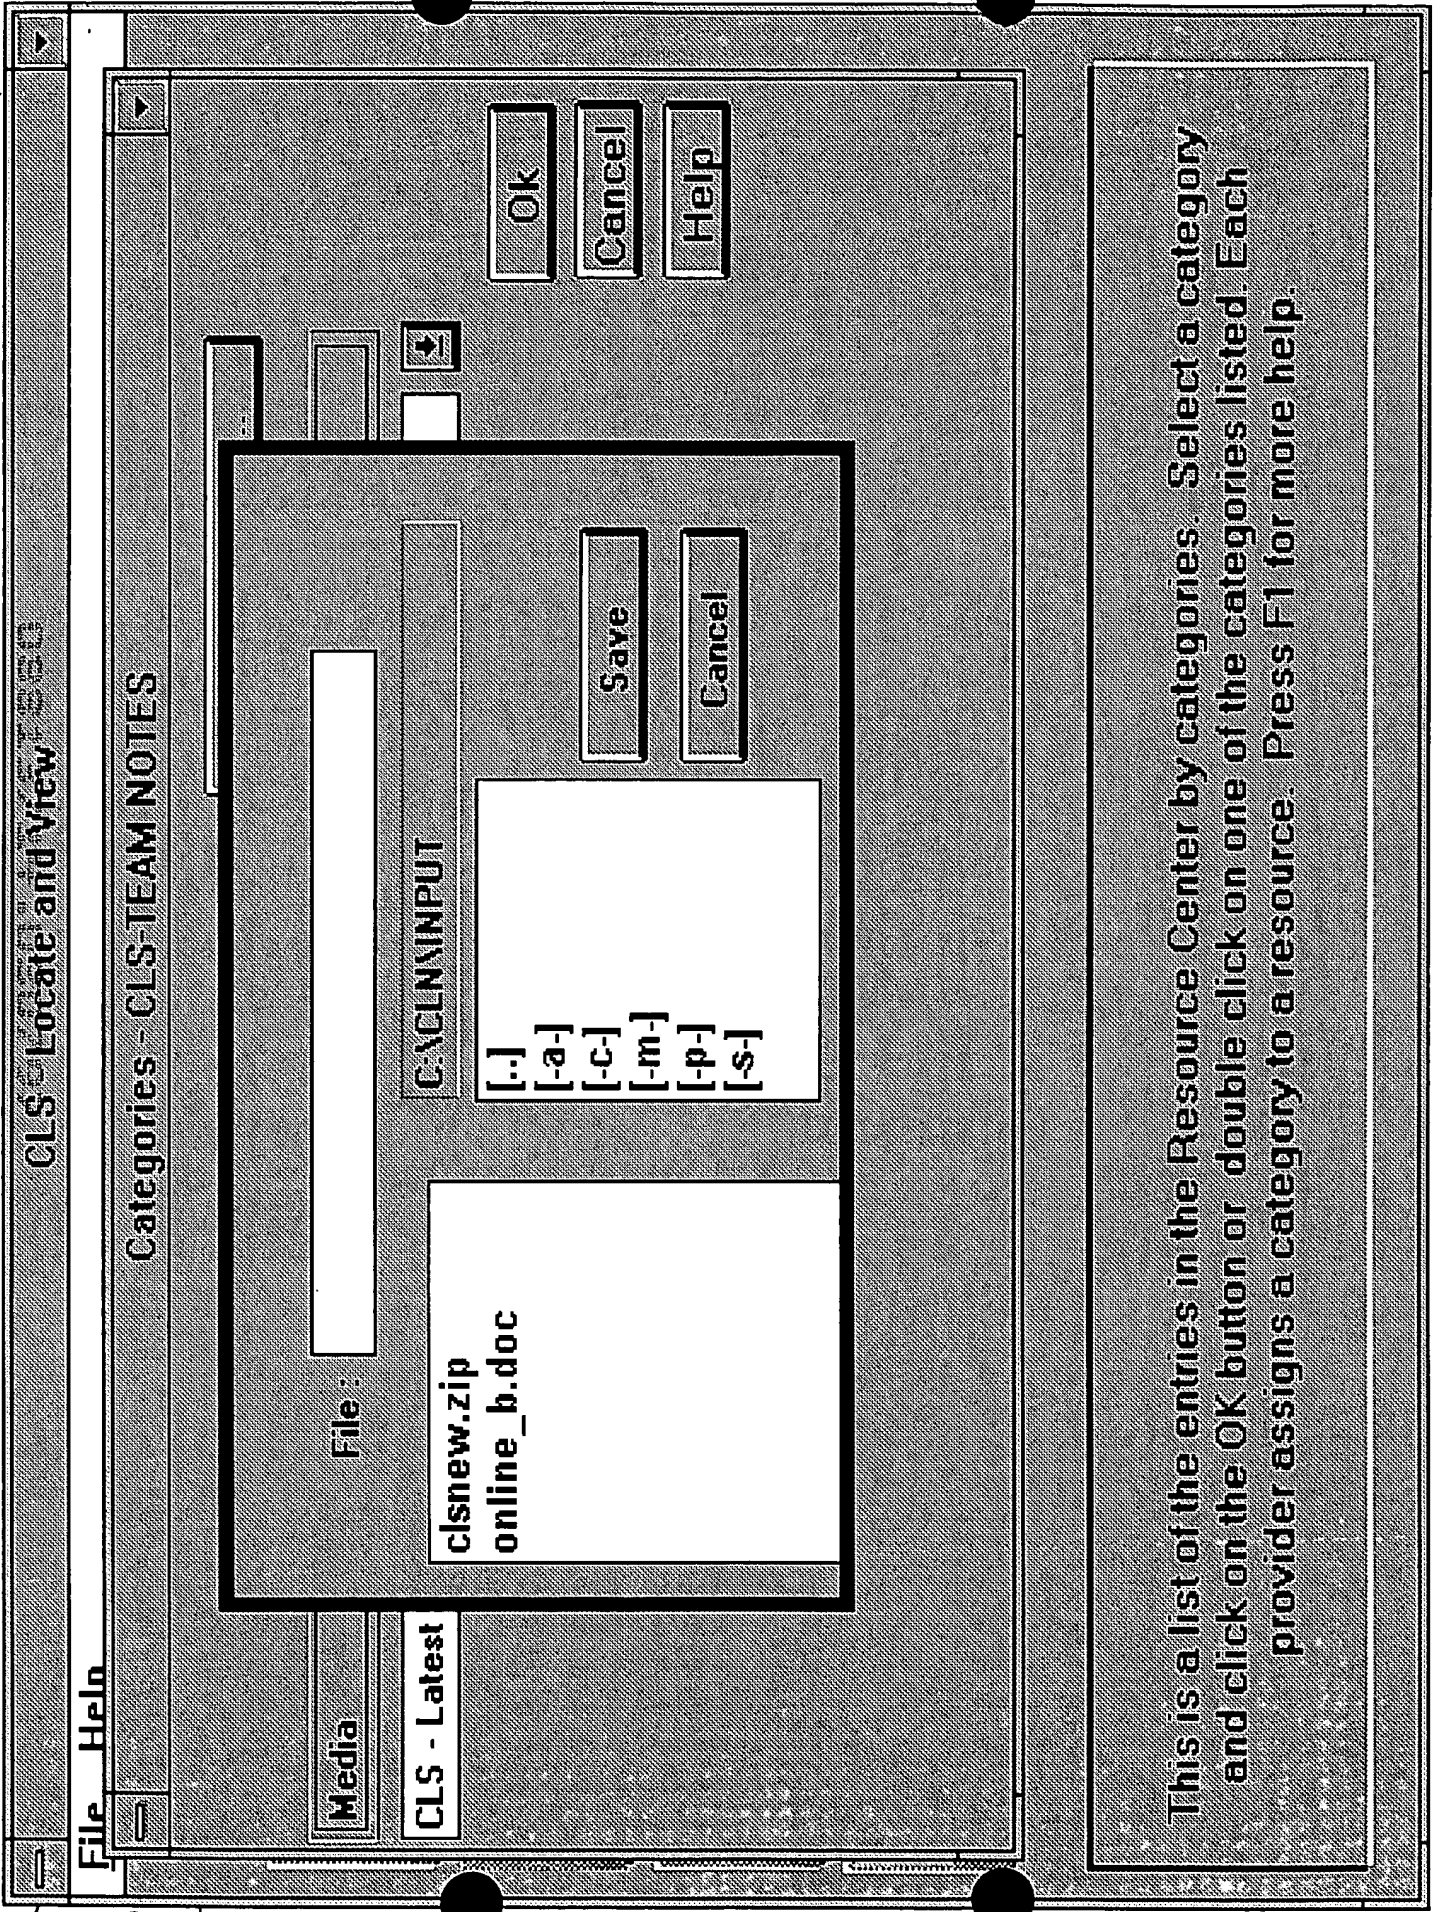 CLS Locate and View
File Help
Categories - CLS-TEAM NOTES
...
Media
File :
CLS - Latest
C:\CLN\INPUT
clsnew.zip
online_b.doc
[..]
[-a-]
[-c-]
[-m-]
[-p-]
[-s-]
Save
Cancel
Ok
Cancel
Help
This is a list of the entries in the Resource Center by categories. Select a category
and click on the OK button or double click on one of the categories listed. Each
provider assigns a category to a resource. Press F1 for more help.